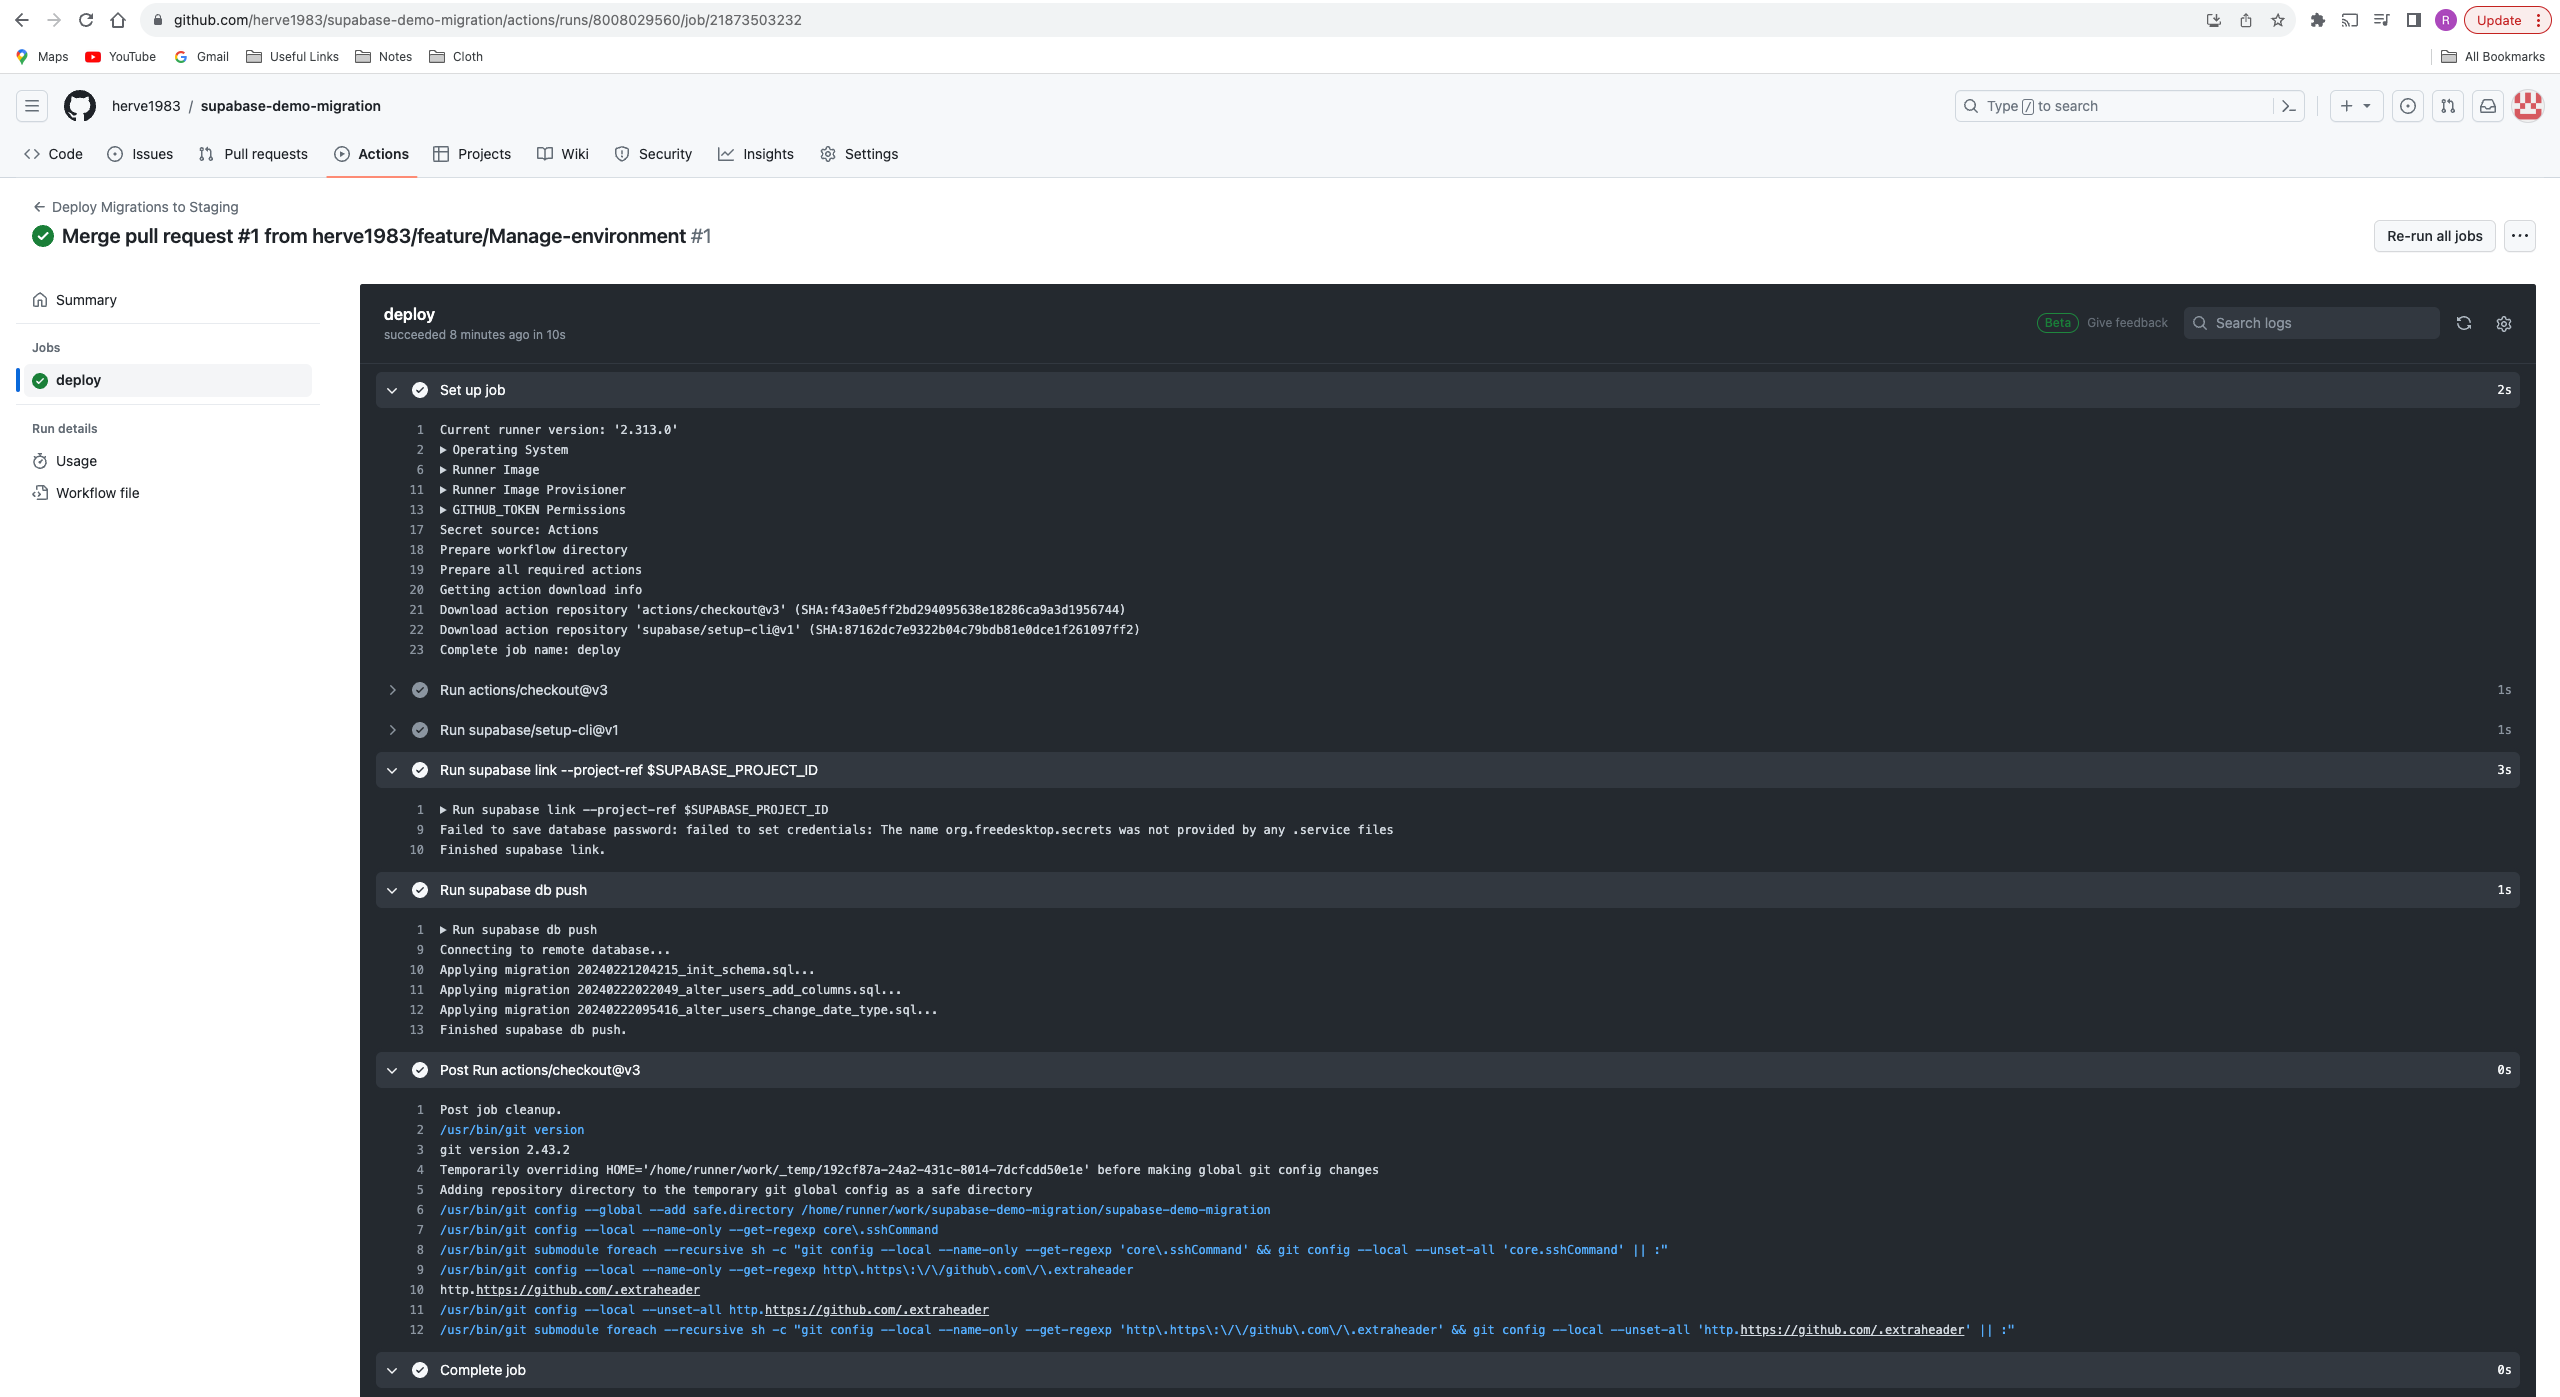 github.com/herve1983/supabase-demo-migration/actions/runs/8008029560/job/21873503232
R
Update
Maps
YouTube
Gmail
Useful Links
Notes
Cloth
All Bookmarks
herve1983 / supabase-demo-migration
Type / to search
Code
Issues
Pull requests
Actions
Projects
Wiki
Security
Insights
Settings
Deploy Migrations to Staging
Merge pull request #1 from herve1983/feature/Manage-environment #1
Re-run all jobs
Summary
Jobs
deploy
Run details
Usage
Workflow file
deploy
succeeded 8 minutes ago in 10s
Beta
Give feedback
Search logs
Set up job 2s
1 Current runner version: '2.313.0'
2 Operating System
6 Runner Image
11 Runner Image Provisioner
13 GITHUB_TOKEN Permissions
17 Secret source: Actions
18 Prepare workflow directory
19 Prepare all required actions
20 Getting action download info
21 Download action repository 'actions/checkout@v3' (SHA:f43a0e5ff2bd294095638e18286ca9a3d1956744)
22 Download action repository 'supabase/setup-cli@v1' (SHA:87162dc7e9322b04c79bdb81e0dce1f261097ff2)
23 Complete job name: deploy
Run actions/checkout@v3 1s
Run supabase/setup-cli@v1 1s
Run supabase link --project-ref $SUPABASE_PROJECT_ID 3s
1 Run supabase link --project-ref $SUPABASE_PROJECT_ID
9 Failed to save database password: failed to set credentials: The name org.freedesktop.secrets was not provided by any .service files
10 Finished supabase link.
Run supabase db push 1s
1 Run supabase db push
9 Connecting to remote database...
10 Applying migration 20240221204215_init_schema.sql...
11 Applying migration 20240222022049_alter_users_add_columns.sql...
12 Applying migration 20240222095416_alter_users_change_date_type.sql...
13 Finished supabase db push.
Post Run actions/checkout@v3 0s
1 Post job cleanup.
2 /usr/bin/git version
3 git version 2.43.2
4 Temporarily overriding HOME='/home/runner/work/_temp/192cf87a-24a2-431c-8014-7dcfcdd50e1e' before making global git config changes
5 Adding repository directory to the temporary git global config as a safe directory
6 /usr/bin/git config --global --add safe.directory /home/runner/work/supabase-demo-migration/supabase-demo-migration
7 /usr/bin/git config --local --name-only --get-regexp core\.sshCommand
8 /usr/bin/git submodule foreach --recursive sh -c "git config --local --name-only --get-regexp 'core\.sshCommand' && git config --local --unset-all 'core.sshCommand' || :"
9 /usr/bin/git config --local --name-only --get-regexp http\.https\:\/\/github\.com\/\.extraheader
10 http.https://github.com/.extraheader
11 /usr/bin/git config --local --unset-all http.https://github.com/.extraheader
12 /usr/bin/git submodule foreach --recursive sh -c "git config --local --name-only --get-regexp 'http\.https\:\/\/github\.com\/\.extraheader' && git config --local --unset-all 'http.https://github.com/.extraheader' || :"
Complete job 0s